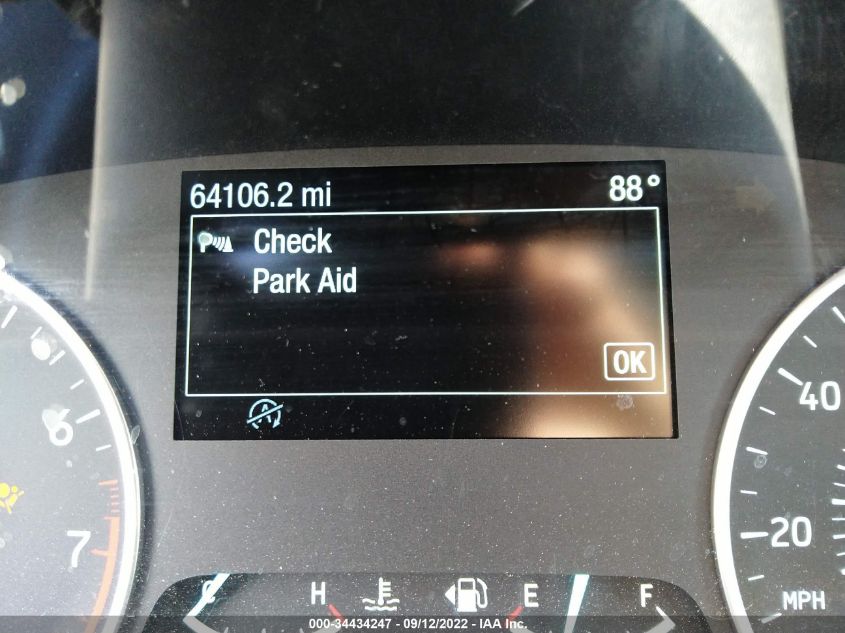 64106.2 mi 88°
P Check
Park Aid
OK
A
6
7
40
20
MPH
C H E F
000-34434247 - 09/12/2022 - IAA Inc.